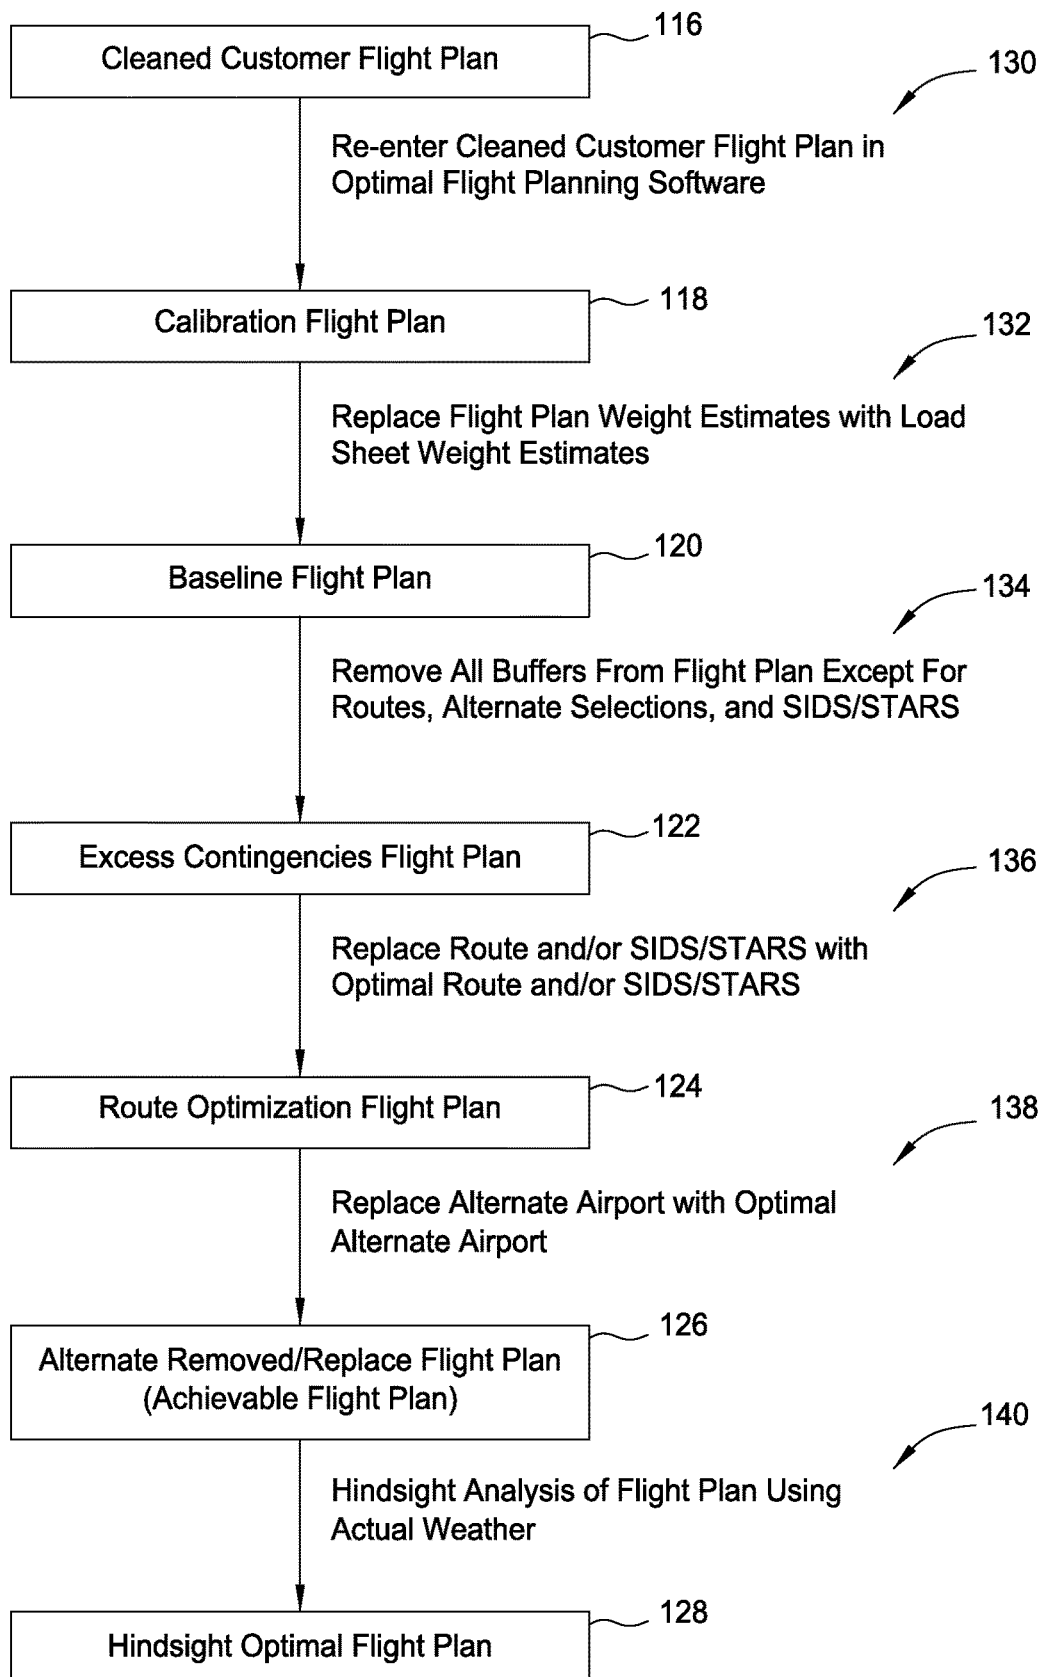 Cleaned Customer Flight Plan
116
130
Re-enter Cleaned Customer Flight Plan in
Optimal Flight Planning Software
Calibration Flight Plan
118
132
Replace Flight Plan Weight Estimates with Load
Sheet Weight Estimates
Baseline Flight Plan
120
134
Remove All Buffers From Flight Plan Except For
Routes, Alternate Selections, and SIDS/STARS
Excess Contingencies Flight Plan
122
136
Replace Route and/or SIDS/STARS with
Optimal Route and/or SIDS/STARS
Route Optimization Flight Plan
124
138
Replace Alternate Airport with Optimal
Alternate Airport
Alternate Removed/Replace Flight Plan
(Achievable Flight Plan)
126
140
Hindsight Analysis of Flight Plan Using
Actual Weather
Hindsight Optimal Flight Plan
128